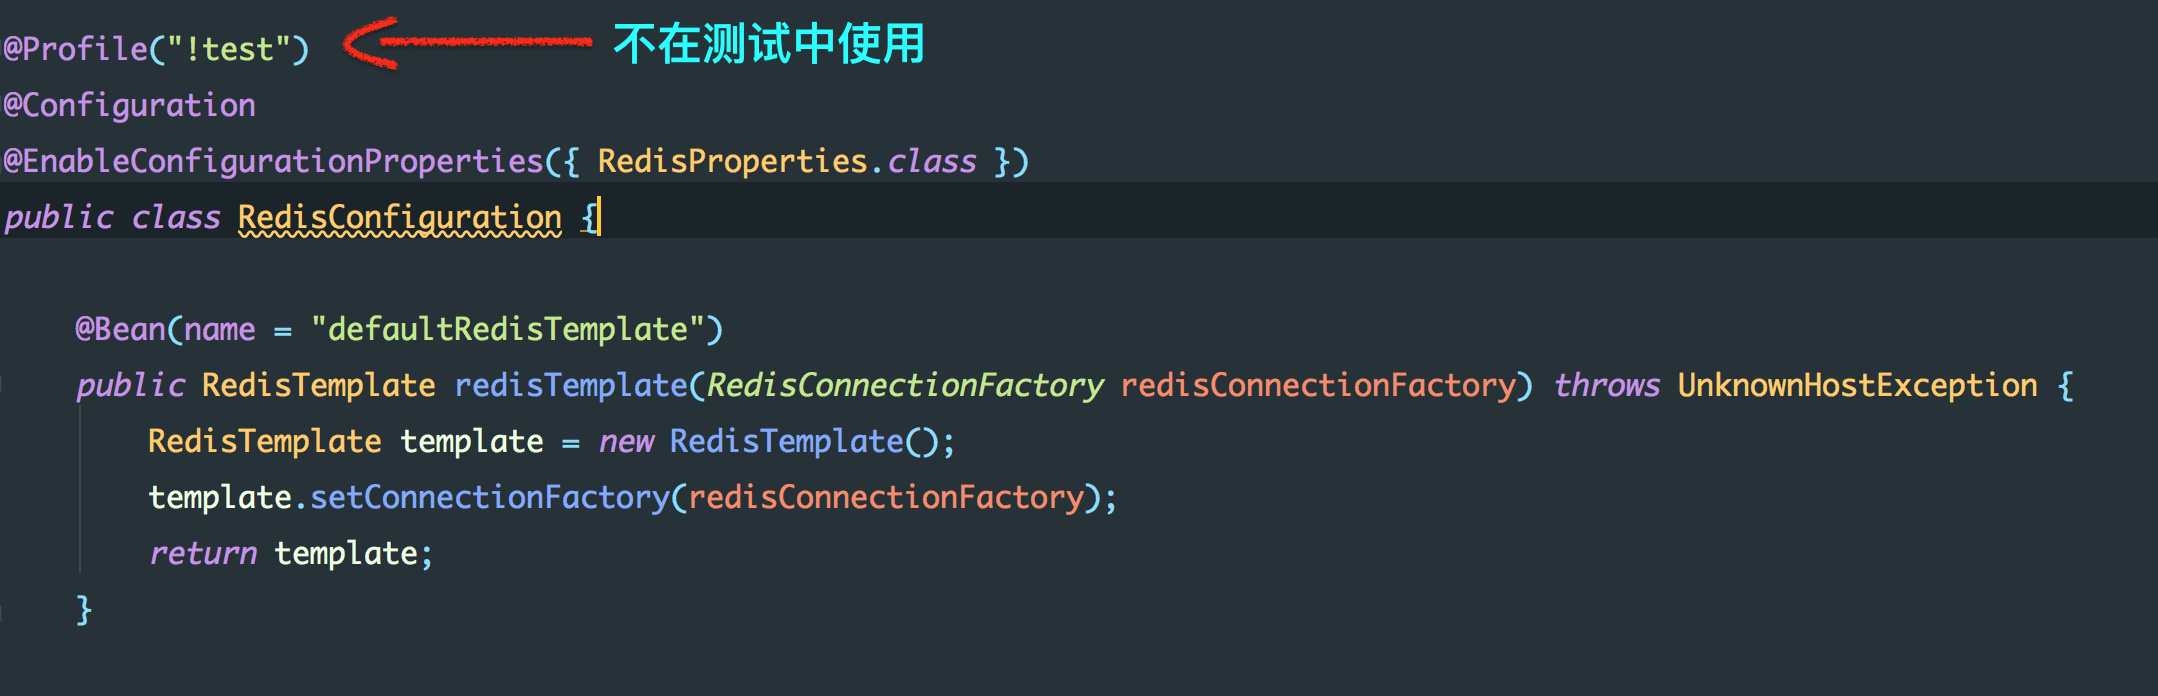 @Profile("!test") 不在测试中使用
@Configuration
@EnableConfigurationProperties({ RedisProperties.class })
public class RedisConfiguration {
@Bean(name = "defaultRedisTemplate")
public RedisTemplate redisTemplate(RedisConnectionFactory redisConnectionFactory) throws UnknownHostException {
RedisTemplate template = new RedisTemplate();
template.setConnectionFactory(redisConnectionFactory);
return template;
}